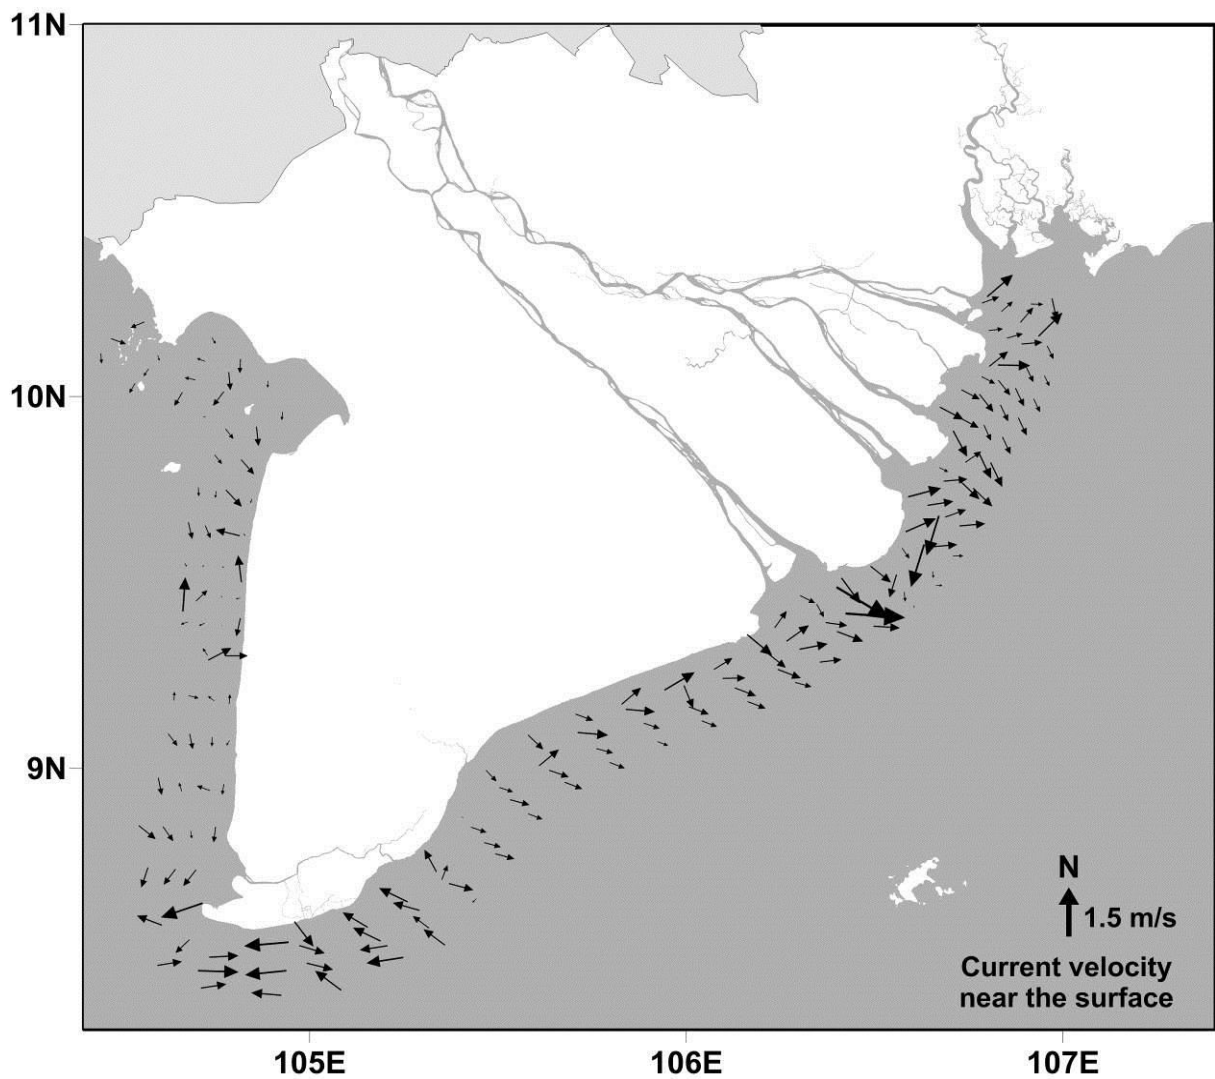 11N
10N
9N
N
1.5 m/s
Current velocity
near the surface
105E
106E
107E